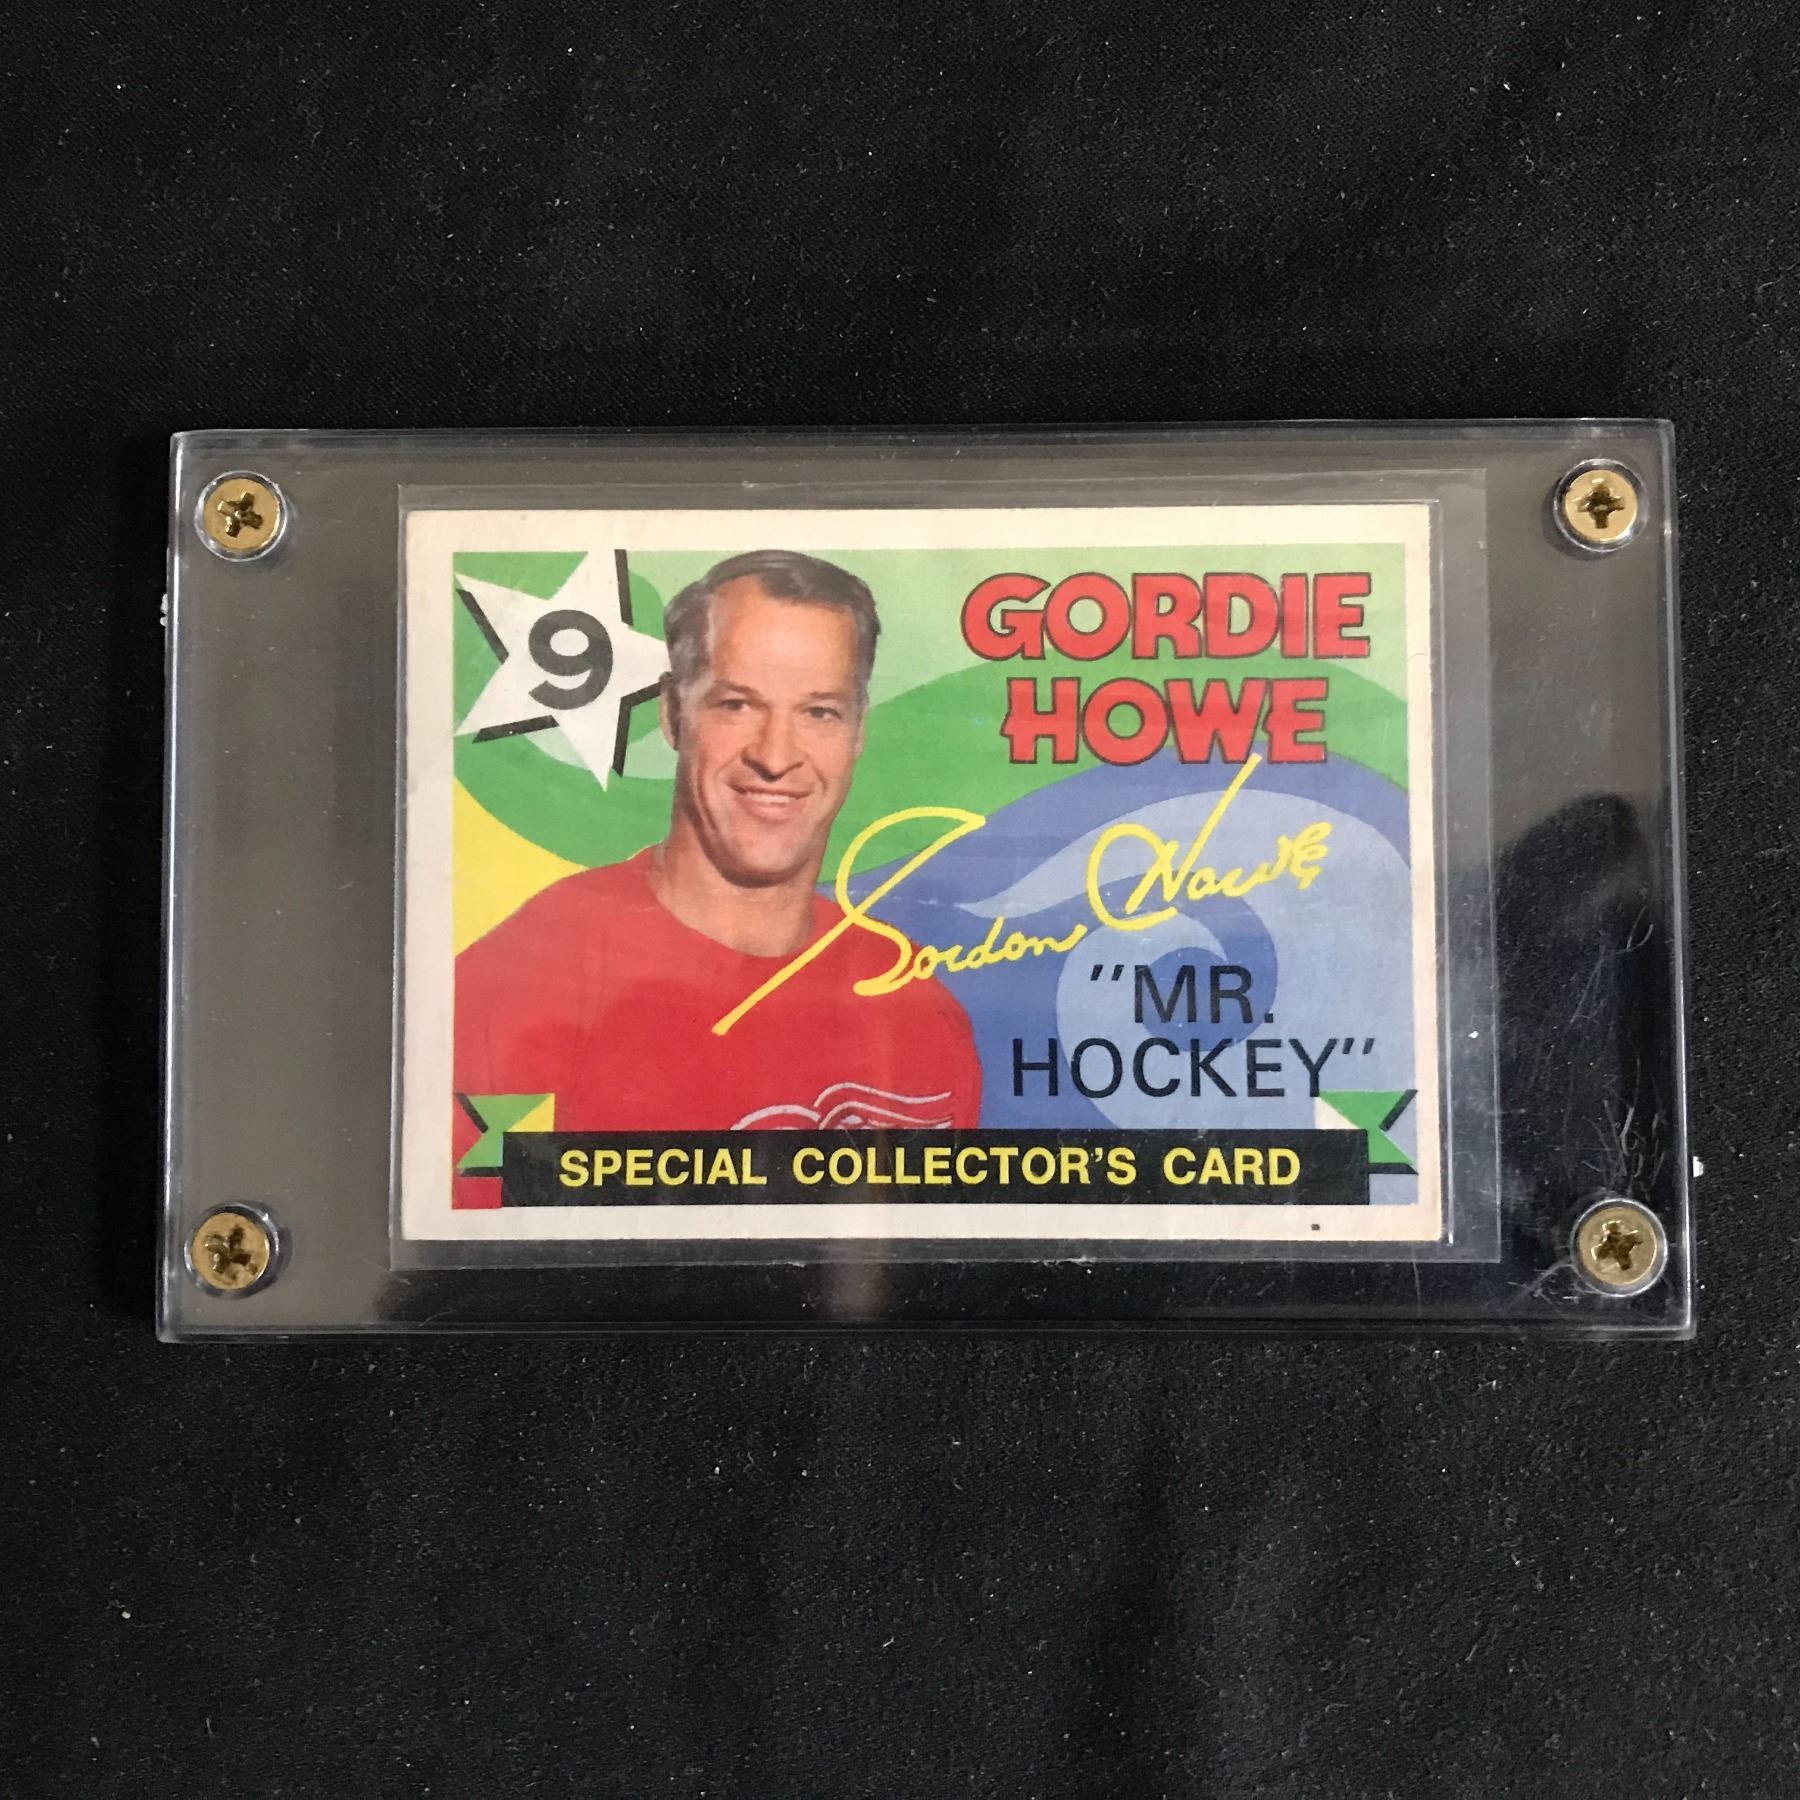 9
GORDIE
HOWE
Gordon Howe
"MR.
HOCKEY"
SPECIAL COLLECTOR'S CARD